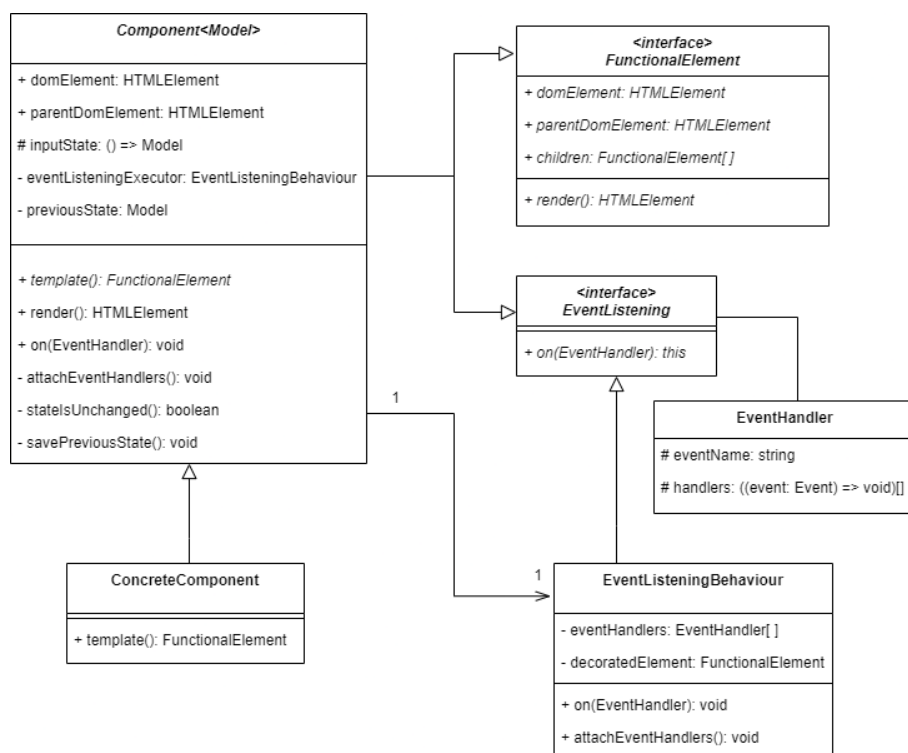 Component<Model>
+ domElement: HTMLElement
+ parentDomElement: HTMLElement
# inputState: () => Model
- eventListeningExecutor: EventListeningBehaviour
- previousState: Model
+ template(): FunctionalElement
+ render(): HTMLElement
+ on(EventHandler): void
- attachEventHandlers(): void
- stateIsUnchanged(): boolean
- savePreviousState(): void
<interface>
FunctionalElement
+ domElement: HTMLElement
+ parentDomElement: HTMLElement
+ children: FunctionalElement[ ]
+ render(): HTMLElement
<interface>
EventListening
+ on(EventHandler): this
1
EventHandler
# eventName: string
# handlers: ((event: Event) => void)[]
ConcreteComponent
+ template(): FunctionalElement
1
EventListeningBehaviour
- eventHandlers: EventHandler[ ]
- decoratedElement: FunctionalElement
+ on(EventHandler): void
+ attachEventHandlers(): void